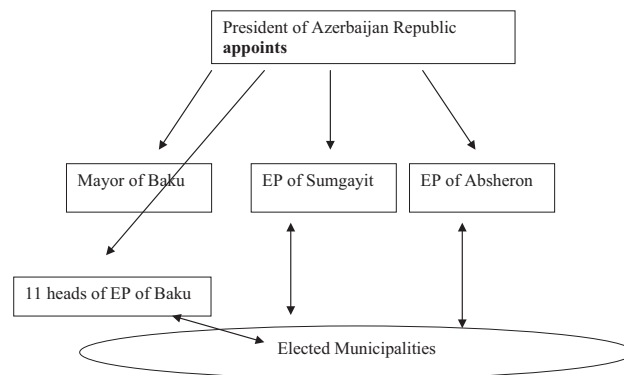 President of Azerbaijan Republic
appoints
Mayor of Baku
EP of Sumgayit
EP of Absheron
11 heads of EP of Baku
Elected Municipalities